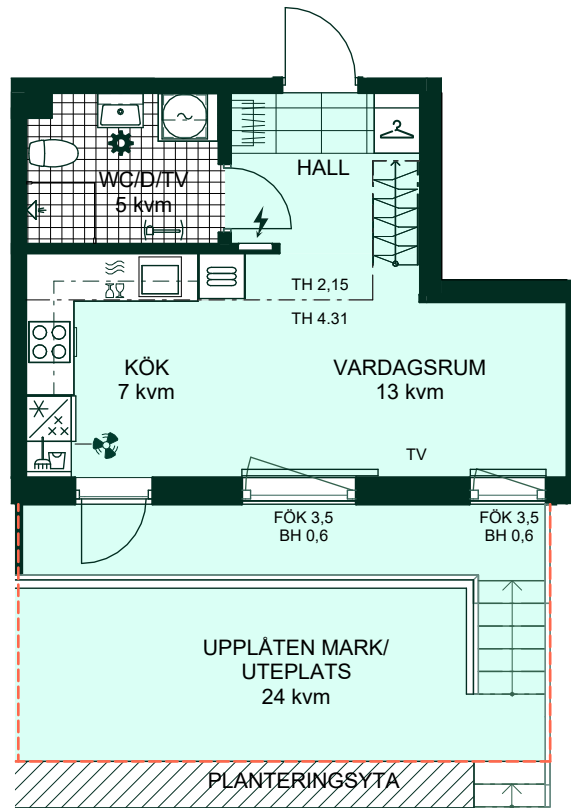 HALL
WC/D/TV
5 kvm
TH 2,15
TH 4.31
KÖK
7 kvm
VARDAGSRUM
13 kvm
TV
FÖK 3,5
BH 0,6
FÖK 3,5
BH 0,6
UPPLÅTEN MARK/
UTEPLATS
24 kvm
PLANTERINGSYTA